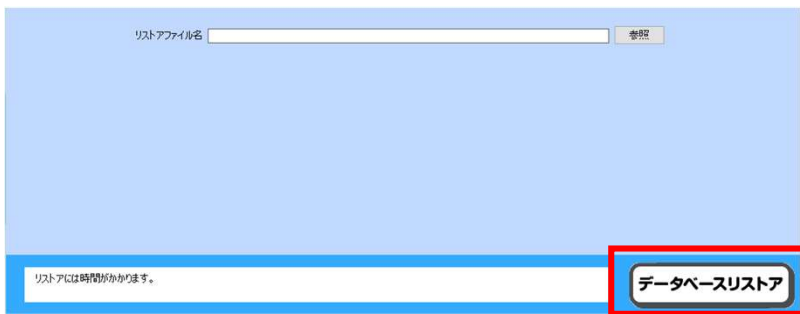 リストアファイル名
参照
リストアには時間がかかります。
データベースリストア